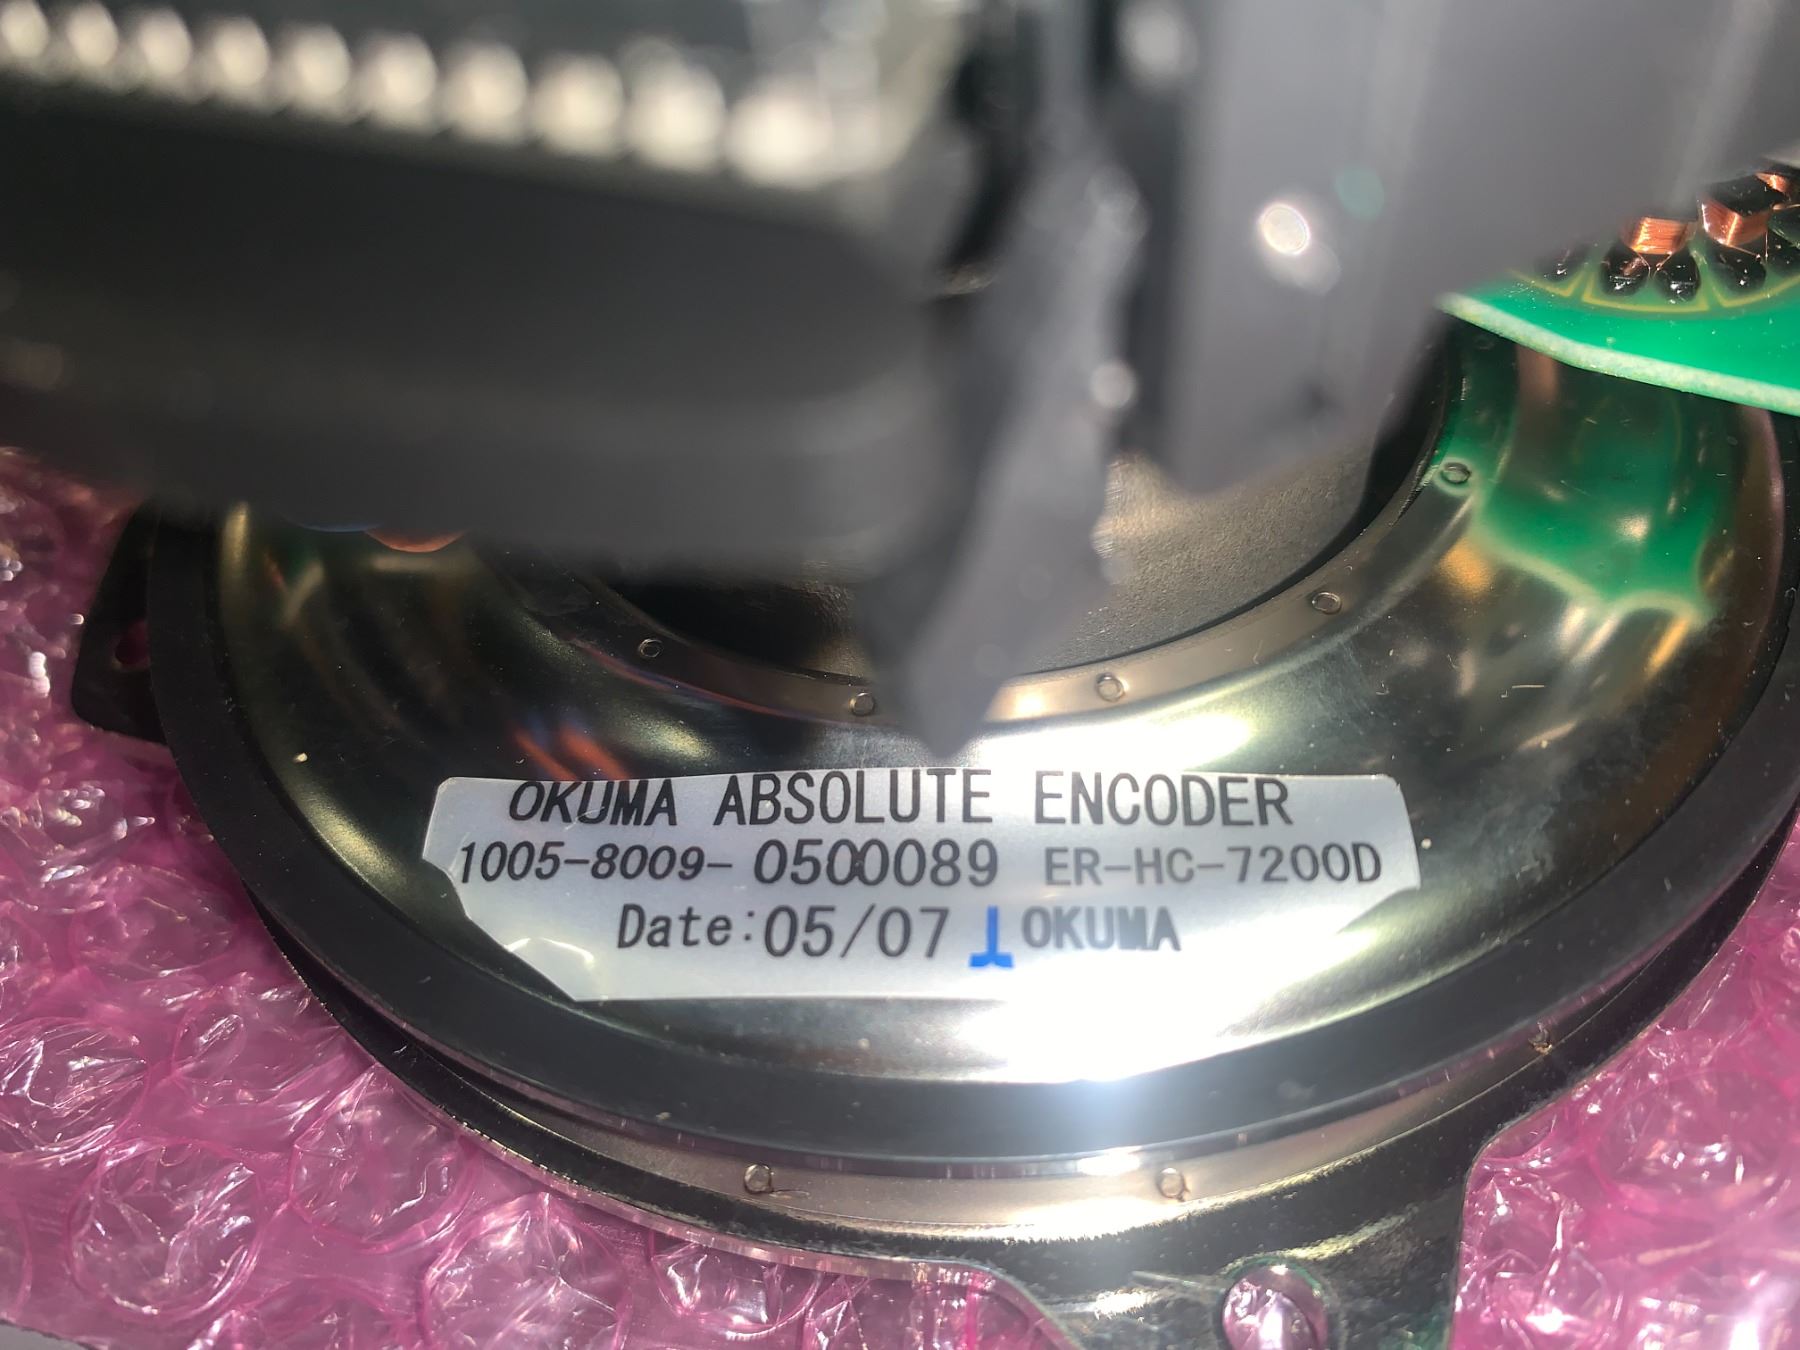 OKUMA ABSOLUTE ENCODER
1005-8009-0500089 ER-HC-7200D
Date:05/07 OKUMA